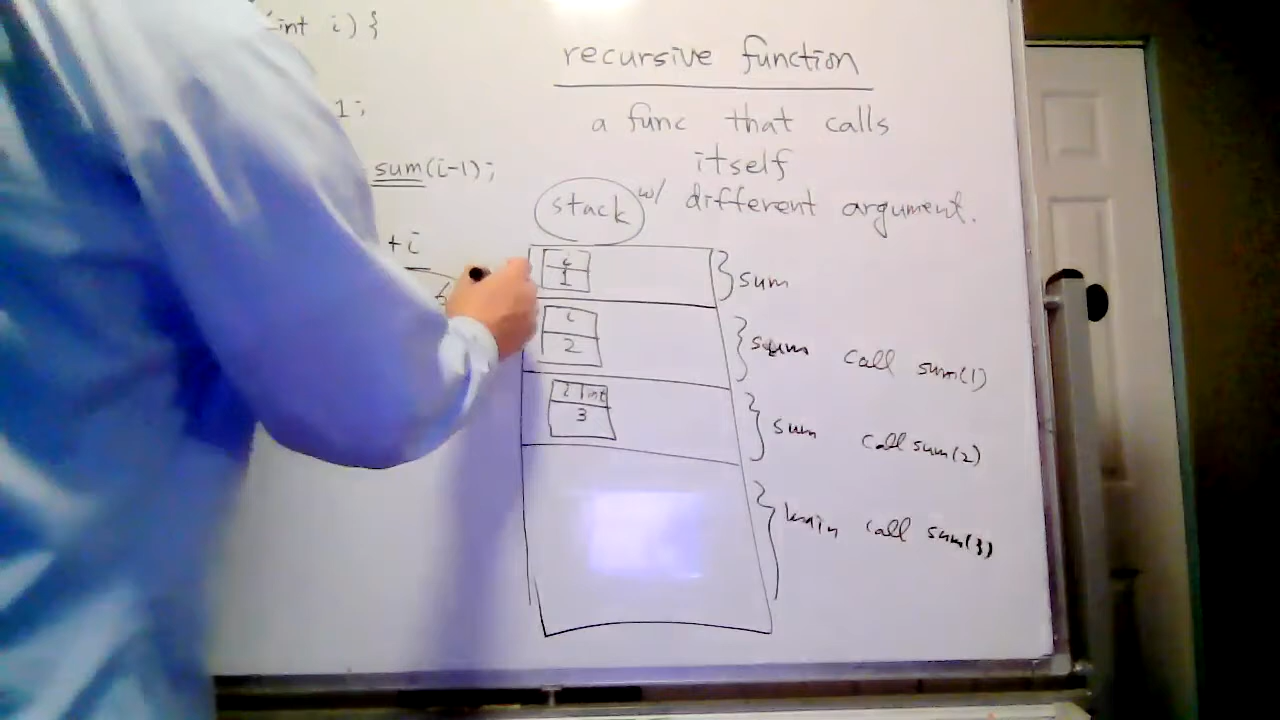 int i) {
1;
sum(i-1);
+i
recursive function
a func that calls
itself
w/ different argument.
stack
i
1
sum
i
2
sum call sum(1)
int
3
sum call sum(2)
main call sum(3)